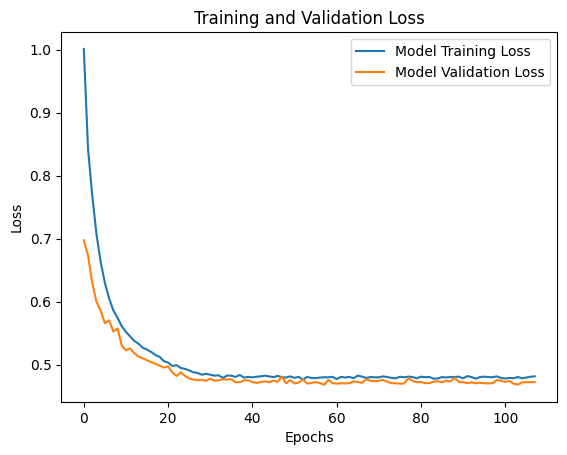 Training and Validation Loss
Model Training Loss
Model Validation Loss
1.0
0.9
0.8
0.7
0.6
0.5
Loss
0
20
40
60
80
100
Epochs